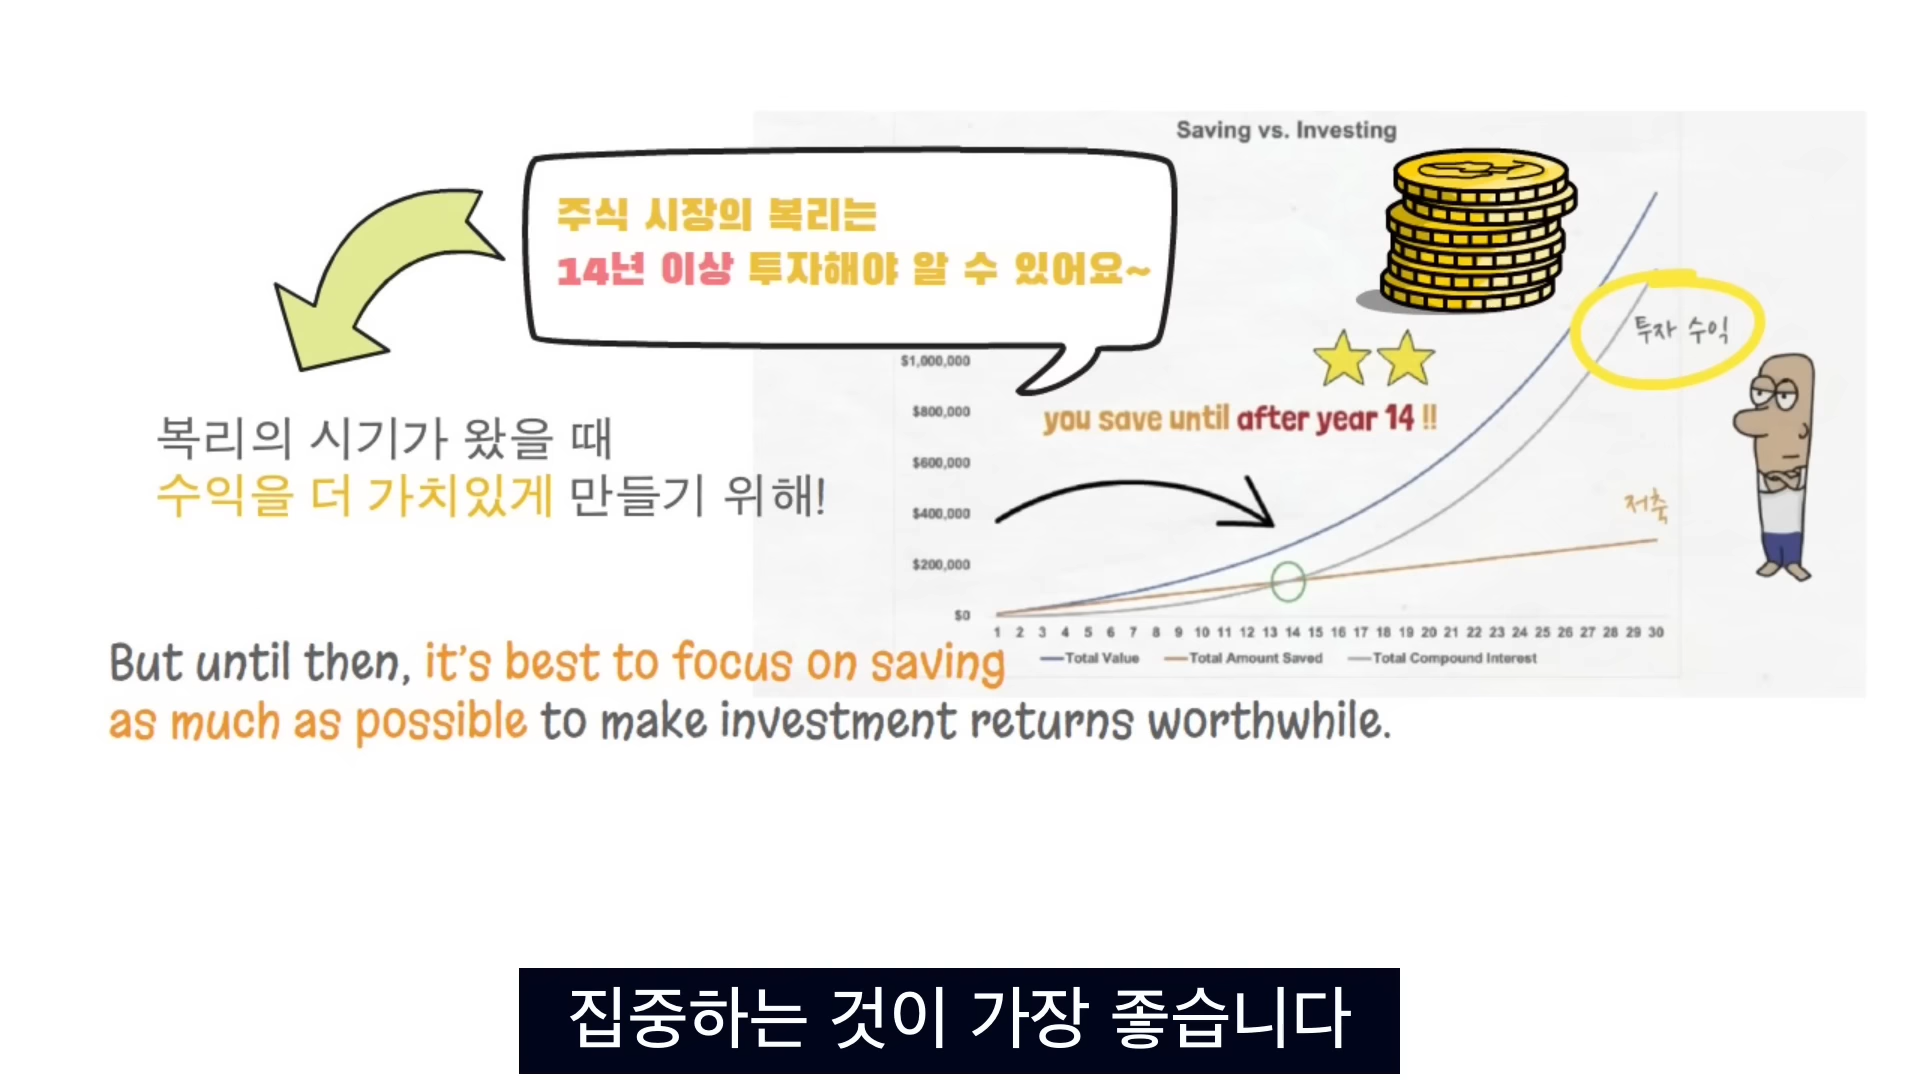 Saving vs. Investing
주식 시장의 복리는
14년 이상 투자해야 알 수 있어요~
투자 수익
$1,000,000
$800,000
you save until after year 14 !!
복리의 시기가 왔을 때
수익을 더 가치있게 만들기 위해!
$600,000
$400,000
저축
$200,000
$0
1 2 3 4 5 6 7 8 9 10 11 12 13 14 15 16 17 18 19 20 21 22 23 24 25 26 27 28 29 30
Total Value Total Amount Saved Total Compound Interest
But until then, it's best to focus on saving
as much as possible to make investment returns worthwhile.
집중하는 것이 가장 좋습니다